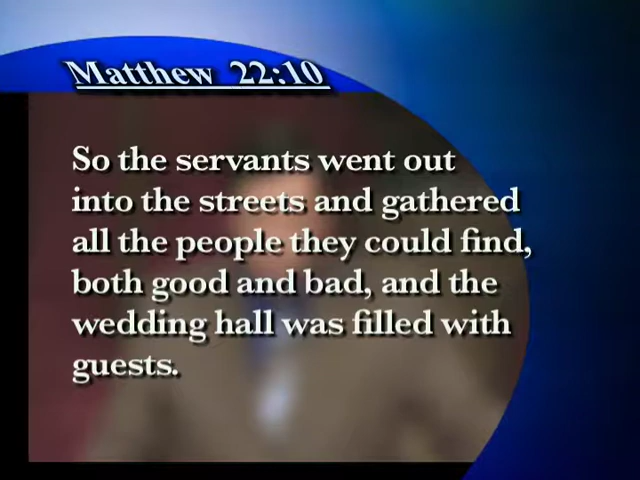 Matthew 22:10
So the servants went out
into the streets and gathered
all the people they could find,
both good and bad, and the
wedding hall was filled with
guests.